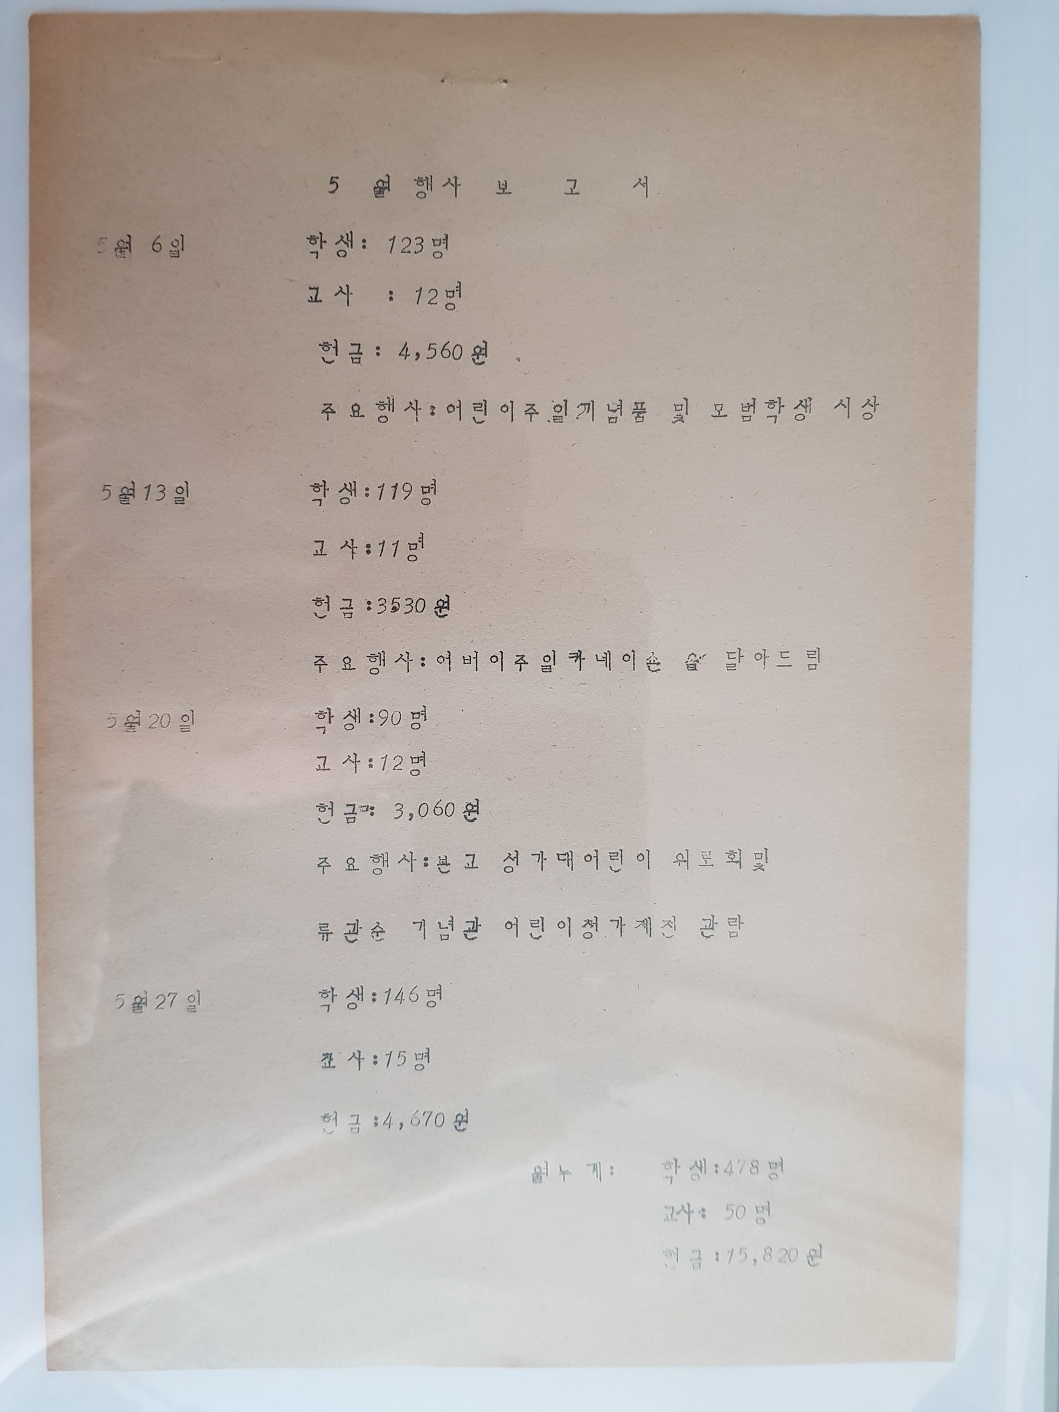 5 월 행사 보 고 서
5월 6일 학생: 123명
교사 : 12명
헌금: 4,560원
주요행사:어린이주일기념품 및 모범학생 시상
5월13일 학생:119명
교사:11명
헌금:3530원
주요행사:어버이주일카네이숀 달아드림
5월20일 학생:90명
교사:12명
헌금: 3,060원
주요행사:본교 성가대어린이 위로회및
류관순 기념관 어린이성가제전 관람
5월27일 학생:146명
교사:15명
헌금:4,670원
월누계: 학생:478명
교사: 50명
헌금:15,820원